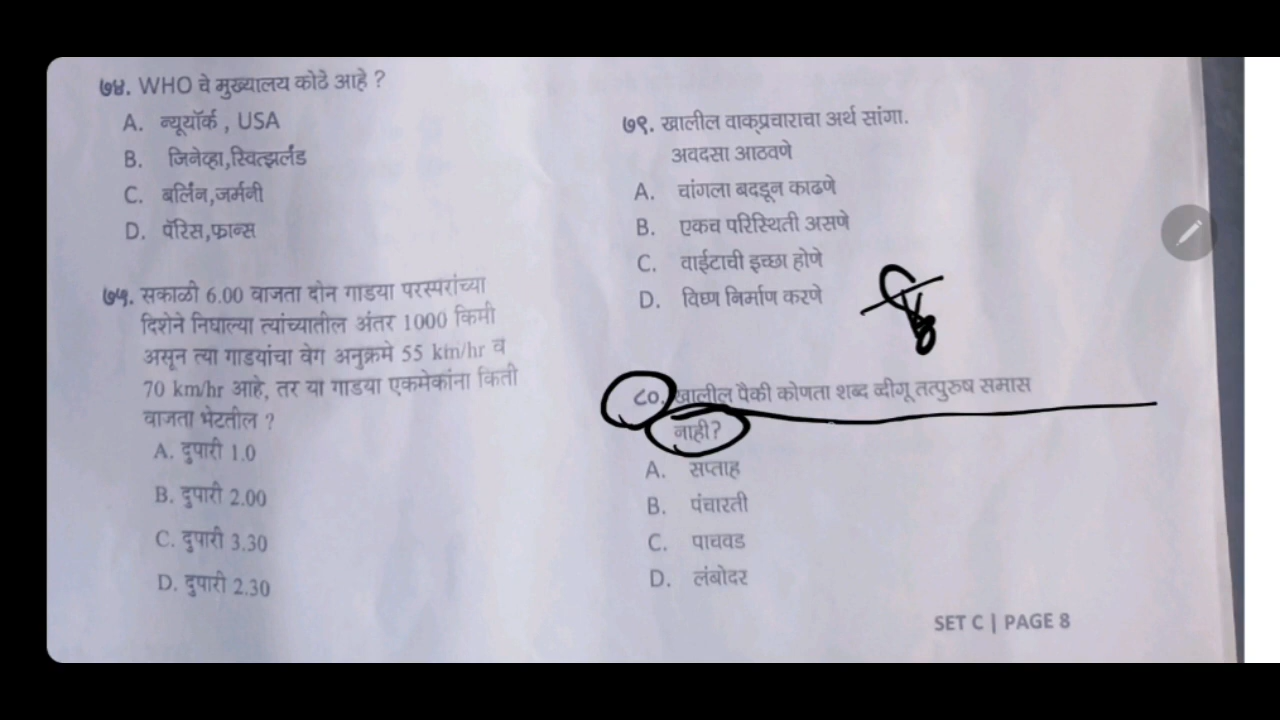 ७४. WHO चे मुख्यालय कोठे आहे ?
A. न्यूयॉर्क , USA
B. जिनेव्हा,स्वित्झर्लंड
C. बर्लिन,जर्मनी
D. पॅरिस,फ्रान्स
७५. सकाळी 6.00 वाजता दोन गाडया परस्परांच्या
दिशेने निघाल्या त्यांच्यातील अंतर 1000 किमी
असून त्या गाडयांचा वेग अनुक्रमे 55 km/hr व
70 km/hr आहे, तर या गाडया एकमेकांना किती
वाजता भेटतील ?
A. दुपारी 1.0
B. दुपारी 2.00
C. दुपारी 3.30
D. दुपारी 2.30
७९. खालील वाक्प्रचाराचा अर्थ सांगा.
अवदसा आठवणे
A. चांगला बदडून काढणे
B. एकच परिस्थिती असणे
C. वाईटाची इच्छा होणे
D. विघ्ण निर्माण करणे
८०. खालील पैकी कोणता शब्द व्दीगू तत्पुरुष समास
नाही?
A. सप्ताह
B. पंचारती
C. पाचवड
D. लंबोदर
SET C | PAGE 8